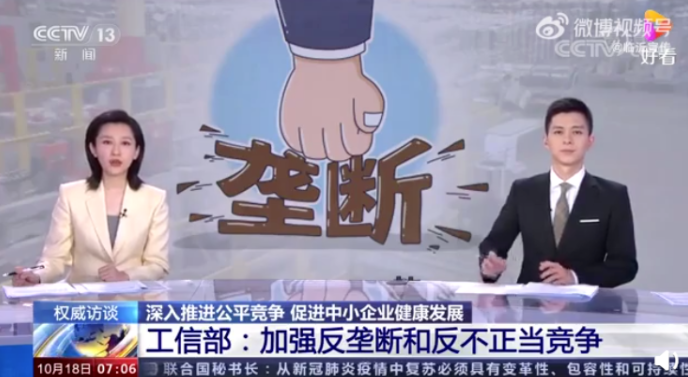 CCTV 13
新闻
微博视频号
CCTV
好看
垄断
权威访谈
深入推进公平竞争 促进中小企业健康发展
工信部：加强反垄断和反不正当竞争
10月18日 07:06
联合国秘书长：从新冠肺炎疫情中复苏必须具有变革性、包容性和可持续性